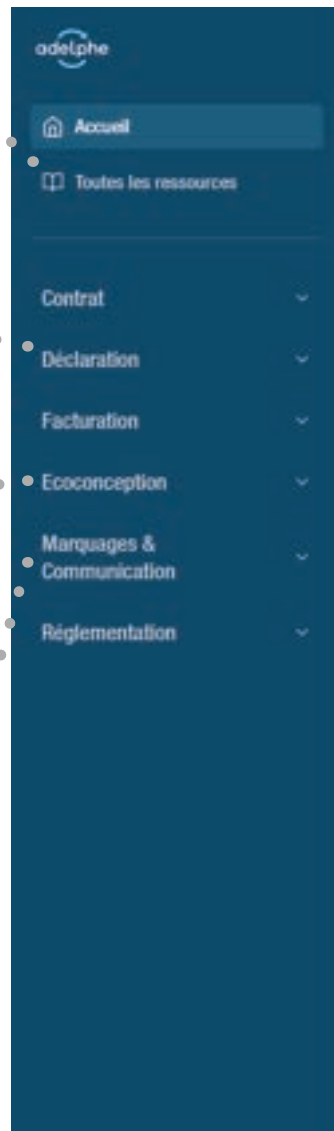 adelphe
Accueil
Toutes les ressources
Contrat
Déclaration
Facturation
Ecoconception
Marquages &
Communication
Réglementation